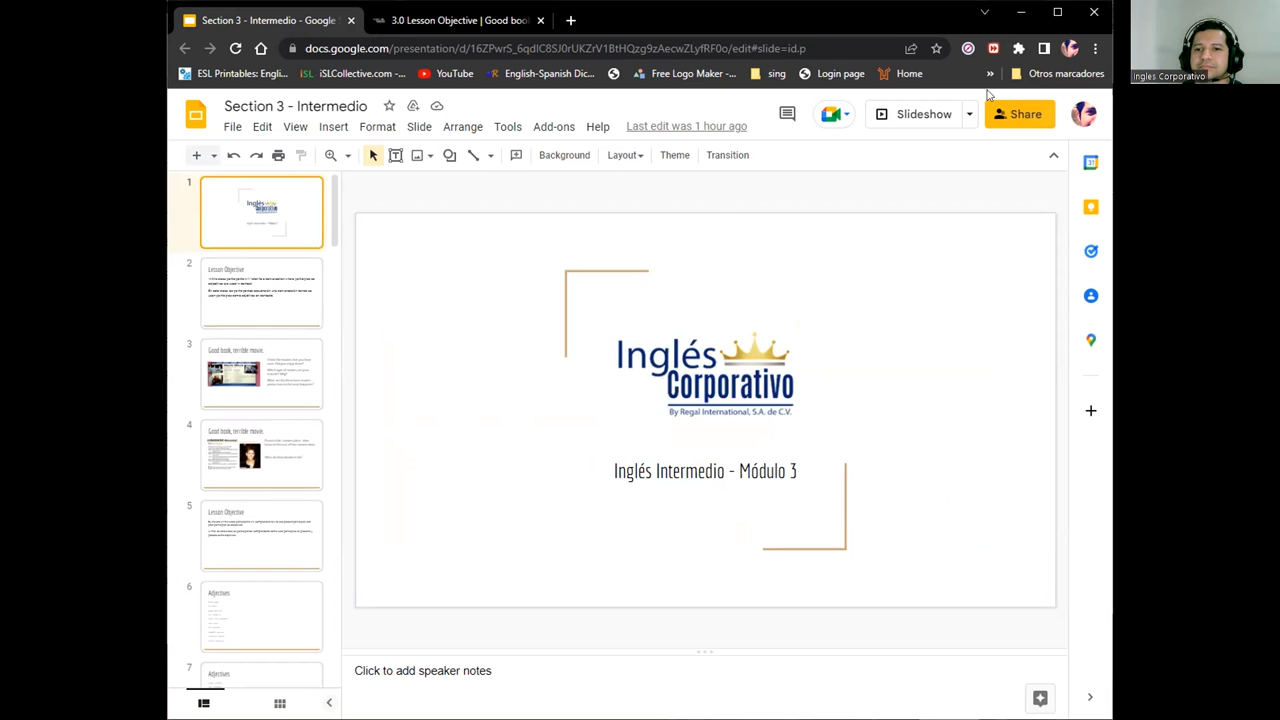 Section 3 - Intermedio - Google
3.0 Lesson Objective | Good boo
docs.google.com/presentation/d/16ZPwrS_6qdIC8SJ0rUKZrV1BtHQzg9zAecwZLyfRF0o/edit#slide=id.p
ESL Printables: Engli...
iSLCollective.com -...
YouTube
English-Spanish Dic...
Free Logo Maker -...
sing
Login page
Home
»
Otros marcadores
Ingles Corporativo
Section 3 - Intermedio
File Edit View Insert Format Slide Arrange Tools Add-ons Help
Last edit was 1 hour ago
Slideshow
Share
Background
Layout
Theme
Transition
1
Inglés
Corporativo
2
Lesson Objective
3
Good book, terrible movie.
4
Good book, terrible movie.
5
Lesson Objective
6
Adjectives
7
Adjectives
Inglés
Corporativo
By Regal International, S.A. de C.V.
Inglés Intermedio - Módulo 3
Click to add speaker notes